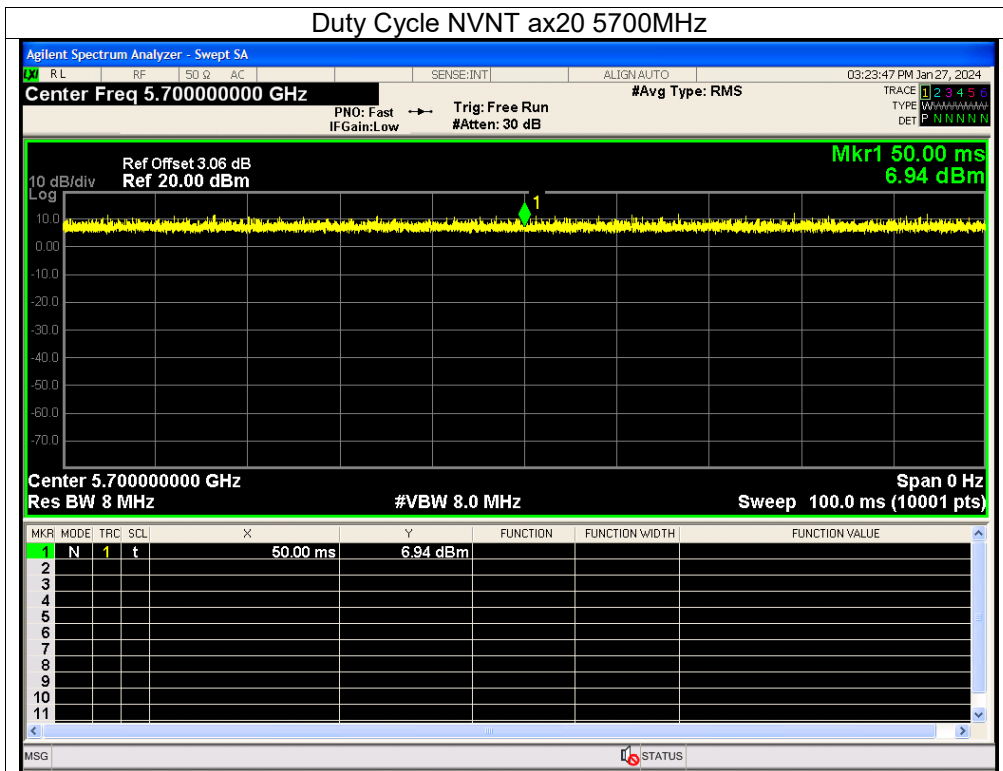 Duty Cycle NVNT ax20 5700MHz
Agilent Spectrum Analyzer - Swept SA
LXI RL RF 50 Ω AC SENSE:INT ALIGN AUTO 03:23:47 PM Jan 27, 2024
Center Freq 5.700000000 GHz #Avg Type: RMS TRACE 1 2 3 4 5 6
PNO: Fast Trig: Free Run TYPE WWWWWW
IFGain:Low #Atten: 30 dB DET P N N N N N
Mkr1 50.00 ms
6.94 dBm
Ref Offset 3.06 dB
10 dB/div Ref 20.00 dBm
Log
1
10.0
0.00
-10.0
-20.0
-30.0
-40.0
-50.0
-60.0
-70.0
Center 5.700000000 GHz Span 0 Hz
Res BW 8 MHz #VBW 8.0 MHz Sweep 100.0 ms (10001 pts)
MKR MODE TRC SCL X Y FUNCTION FUNCTION WIDTH FUNCTION VALUE
1 N 1 t 50.00 ms 6.94 dBm
2
3
4
5
6
7
8
9
10
11
MSG STATUS